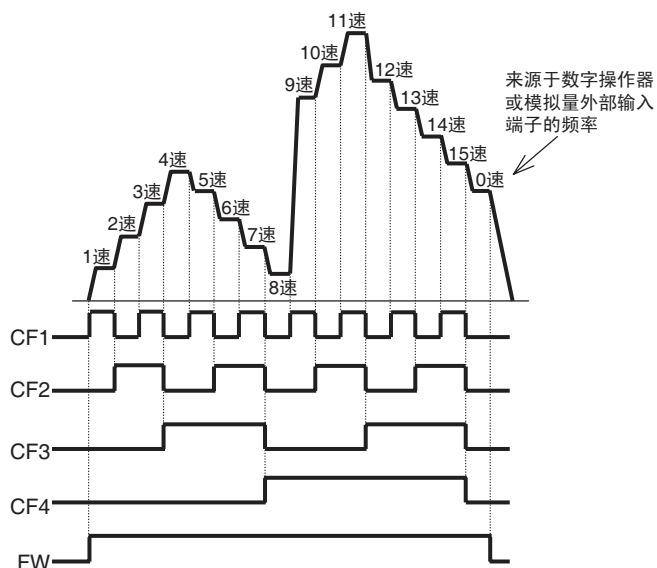 11速
10速
9速
12速
13速
14速
15速
0速
来源于数字操作器
或模拟量外部输入
端子的频率
4速
5速
3速
6速
2速
7速
1速
8速
CF1
CF2
CF3
CF4
FW